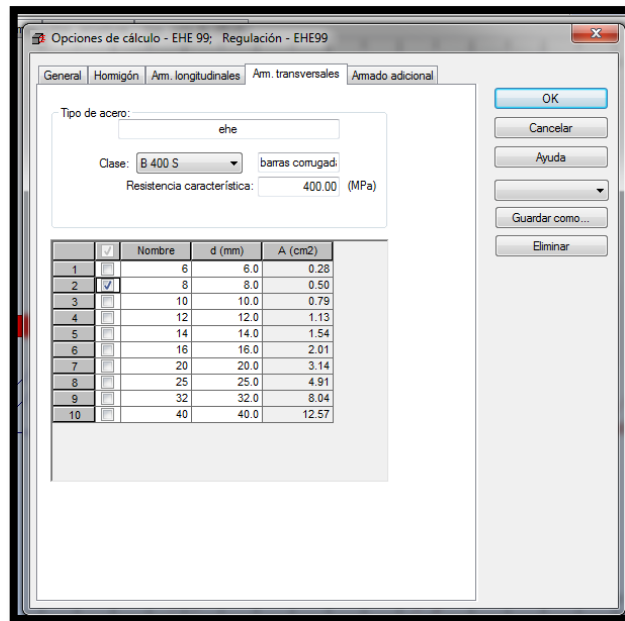 Opciones de cálculo - EHE 99; Regulación - EHE99
General Hormigón Arm. longitudinales Arm. transversales Armado adicional
OK
Cancelar
Ayuda
Guardar como...
Eliminar
Tipo de acero:
ehe
Clase: B 400 S barras corrugad
Resistencia característica: 400.00 (MPa)
Nombre d (mm) A (cm2)
1 6 6.0 0.28
2 8 8.0 0.50
3 10 10.0 0.79
4 12 12.0 1.13
5 14 14.0 1.54
6 16 16.0 2.01
7 20 20.0 3.14
8 25 25.0 4.91
9 32 32.0 8.04
10 40 40.0 12.57